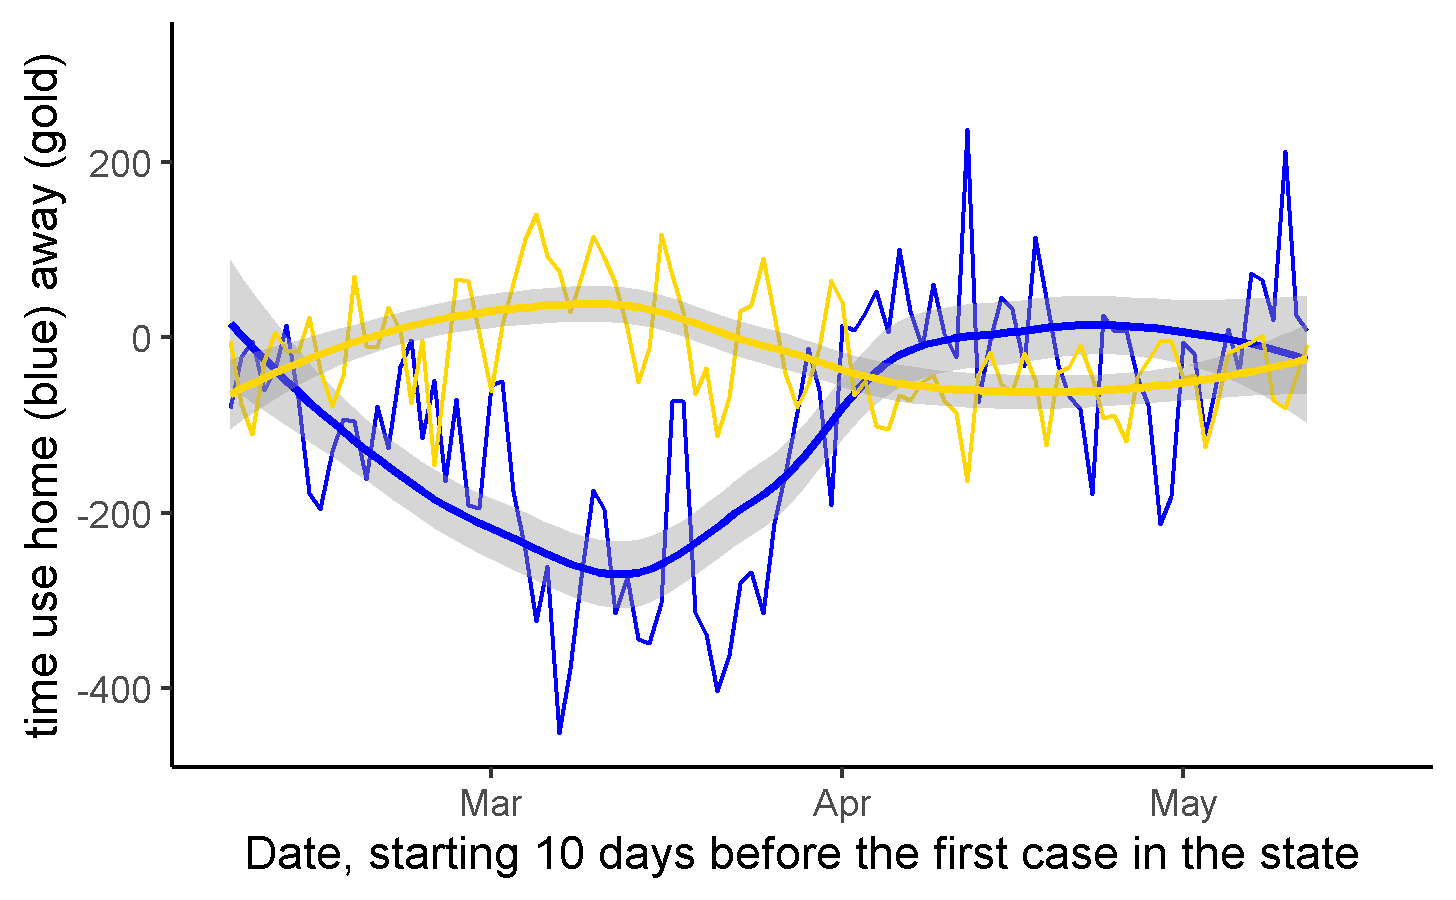 time use home (blue) away (gold)
200
0
-200
-400
Mar
Apr
May
Date, starting 10 days before the first case in the state